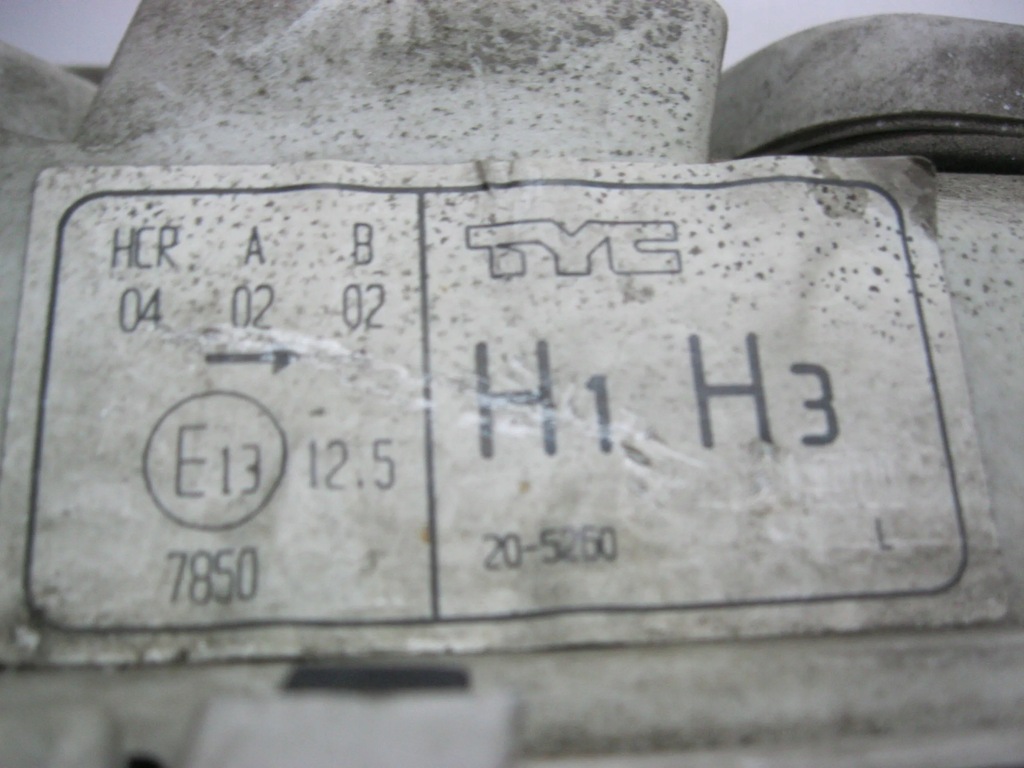 HCR A B
04 02 02
E13 12.5
7850
TYC
H1 H3
20-5260 L